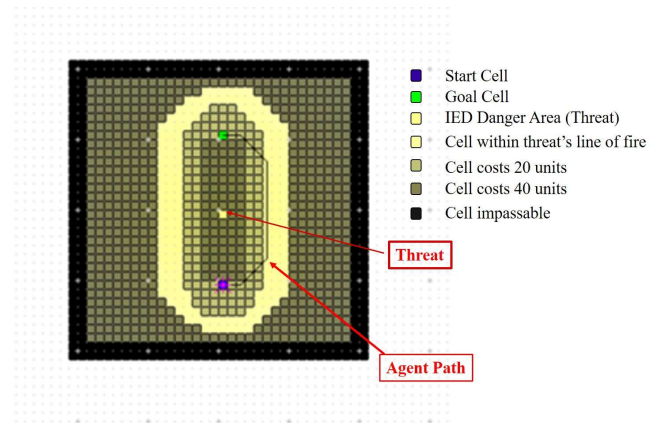 Start Cell
Goal Cell
IED Danger Area (Threat)
Cell within threat's line of fire
Cell costs 20 units
Cell costs 40 units
Cell impassable
Threat
Agent Path